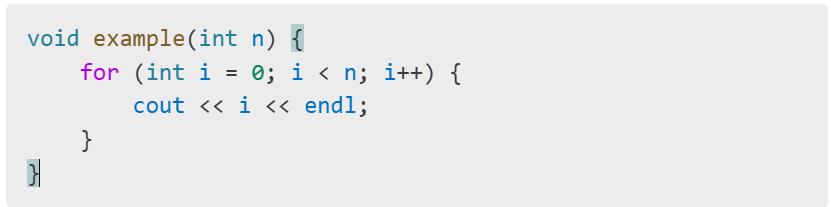 void example(int n) {
    for (int i = 0; i < n; i++) {
        cout << i << endl;
    }
}